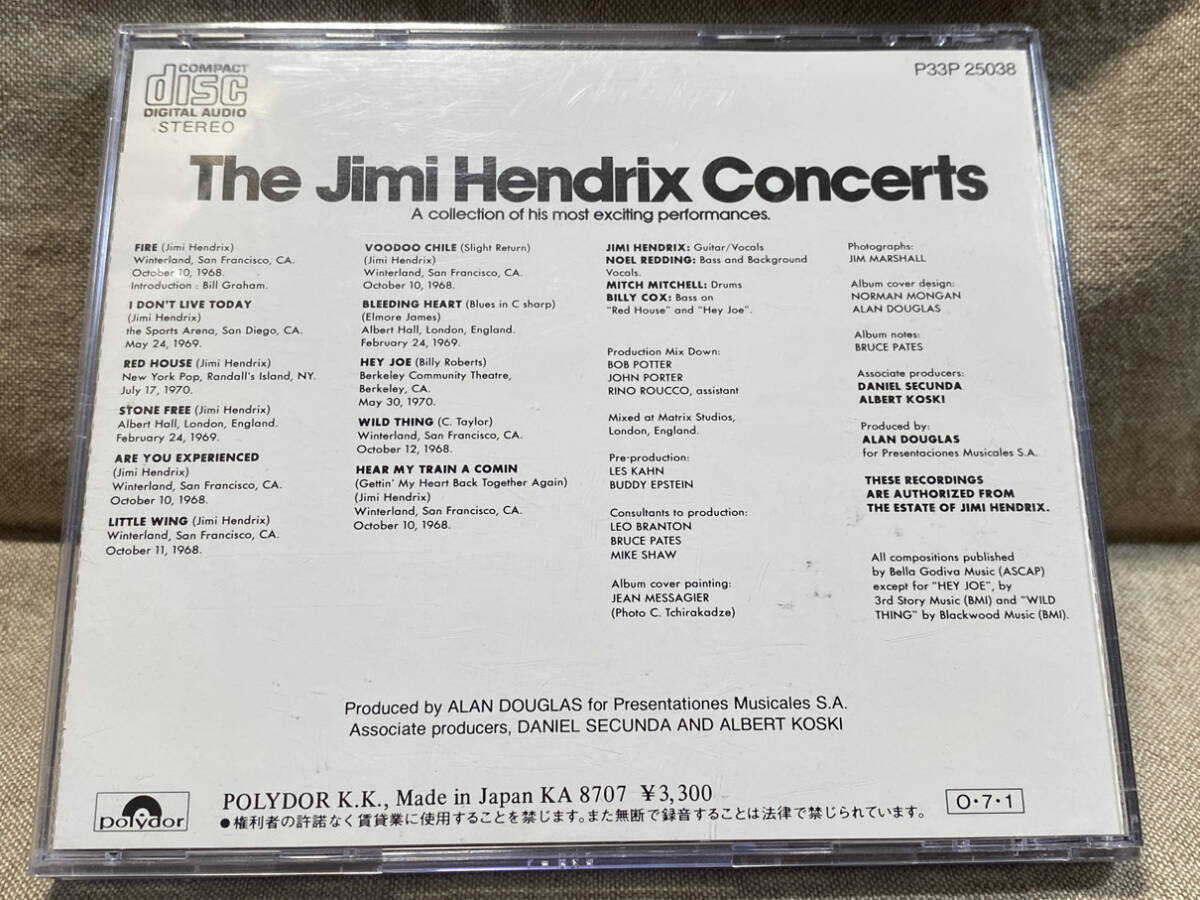 COMPACT
disc
DIGITAL AUDIO
STEREO
P33P 25038
The Jimi Hendrix Concerts
A collection of his most exciting performances.
FIRE (Jimi Hendrix)
Winterland, San Francisco, CA.
October 10, 1968.
Introduction : Bill Graham.
I DON'T LIVE TODAY
(Jimi Hendrix)
the Sports Arena, San Diego, CA.
May 24, 1969.
RED HOUSE (Jimi Hendrix)
New York Pop, Randall's Island, NY.
July 17, 1970.
STONE FREE (Jimi Hendrix)
Albert Hall, London, England.
February 24, 1969.
ARE YOU EXPERIENCED
(Jimi Hendrix)
Winterland, San Francisco, CA.
October 10, 1968.
LITTLE WING (Jimi Hendrix)
Winterland, San Francisco, CA.
October 11, 1968.
VOODOO CHILE (Slight Return)
(Jimi Hendrix)
Winterland, San Francisco, CA.
October 10, 1968.
BLEEDING HEART (Blues in C sharp)
(Elmore James)
Albert Hall, London, England.
February 24, 1969.
HEY JOE (Billy Roberts)
Berkeley Community Theatre,
Berkeley, CA.
May 30, 1970.
WILD THING (C. Taylor)
Winterland, San Francisco, CA.
October 12, 1968.
HEAR MY TRAIN A COMIN
(Gettin' My Heart Back Together Again)
(Jimi Hendrix)
Winterland, San Francisco, CA.
October 10, 1968.
JIMI HENDRIX: Guitar/Vocals
NOEL REDDING: Bass and Background
Vocals.
MITCH MITCHELL: Drums
BILLY COX: Bass on
"Red House" and "Hey Joe".
Production Mix Down:
BOB POTTER
JOHN PORTER
RINO ROUCCO, assistant
Mixed at Matrix Studios,
London, England.
Pre-production:
LES KAHN
BUDDY EPSTEIN
Consultants to production:
LEO BRANTON
BRUCE PATES
MIKE SHAW
Album cover painting:
JEAN MESSAGIER
(Photo C. Tchirakadze)
Photographs:
JIM MARSHALL
Album cover design:
NORMAN MONGAN
ALAN DOUGLAS
Album notes:
BRUCE PATES
Associate producers:
DANIEL SECUNDA
ALBERT KOSKI
Produced by:
ALAN DOUGLAS
for Presentaciones Musicales S.A.
THESE RECORDINGS
ARE AUTHORIZED FROM
THE ESTATE OF JIMI HENDRIX.
All compositions published
by Bella Godiva Music (ASCAP)
except for "HEY JOE", by
3rd Story Music (BMI) and "WILD
THING" by Blackwood Music (BMI).
Produced by ALAN DOUGLAS for Presentationes Musicales S.A.
Associate producers, DANIEL SECUNDA AND ALBERT KOSKI
polydor
POLYDOR K.K., Made in Japan KA 8707 ¥3,300
●権利者の許諾なく賃貸業に使用することを禁じます。また無断で録音することは法律で禁じられています。
O・7・1